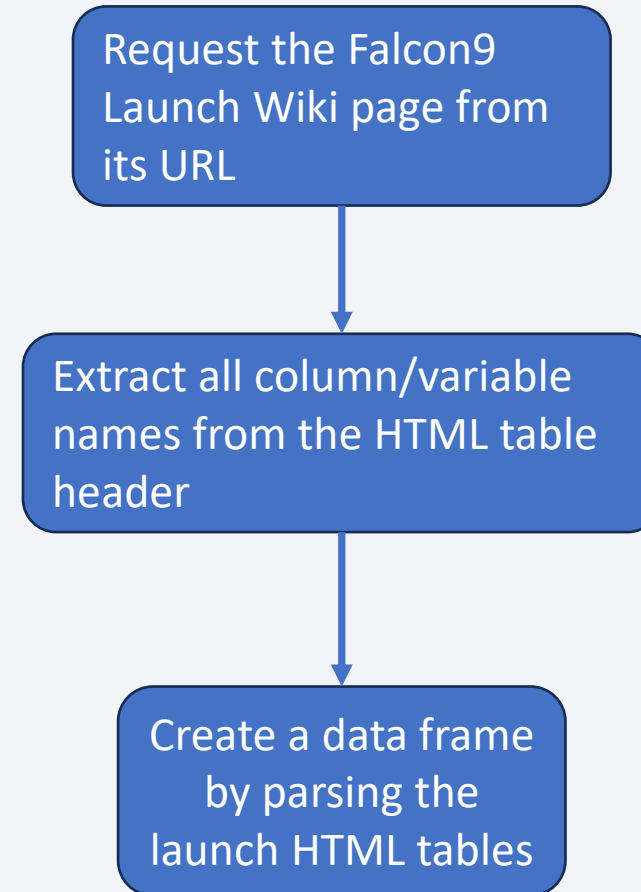 Request the Falcon9
Launch Wiki page from
its URL
Extract all column/variable
names from the HTML table
header
Create a data frame
by parsing the
launch HTML tables